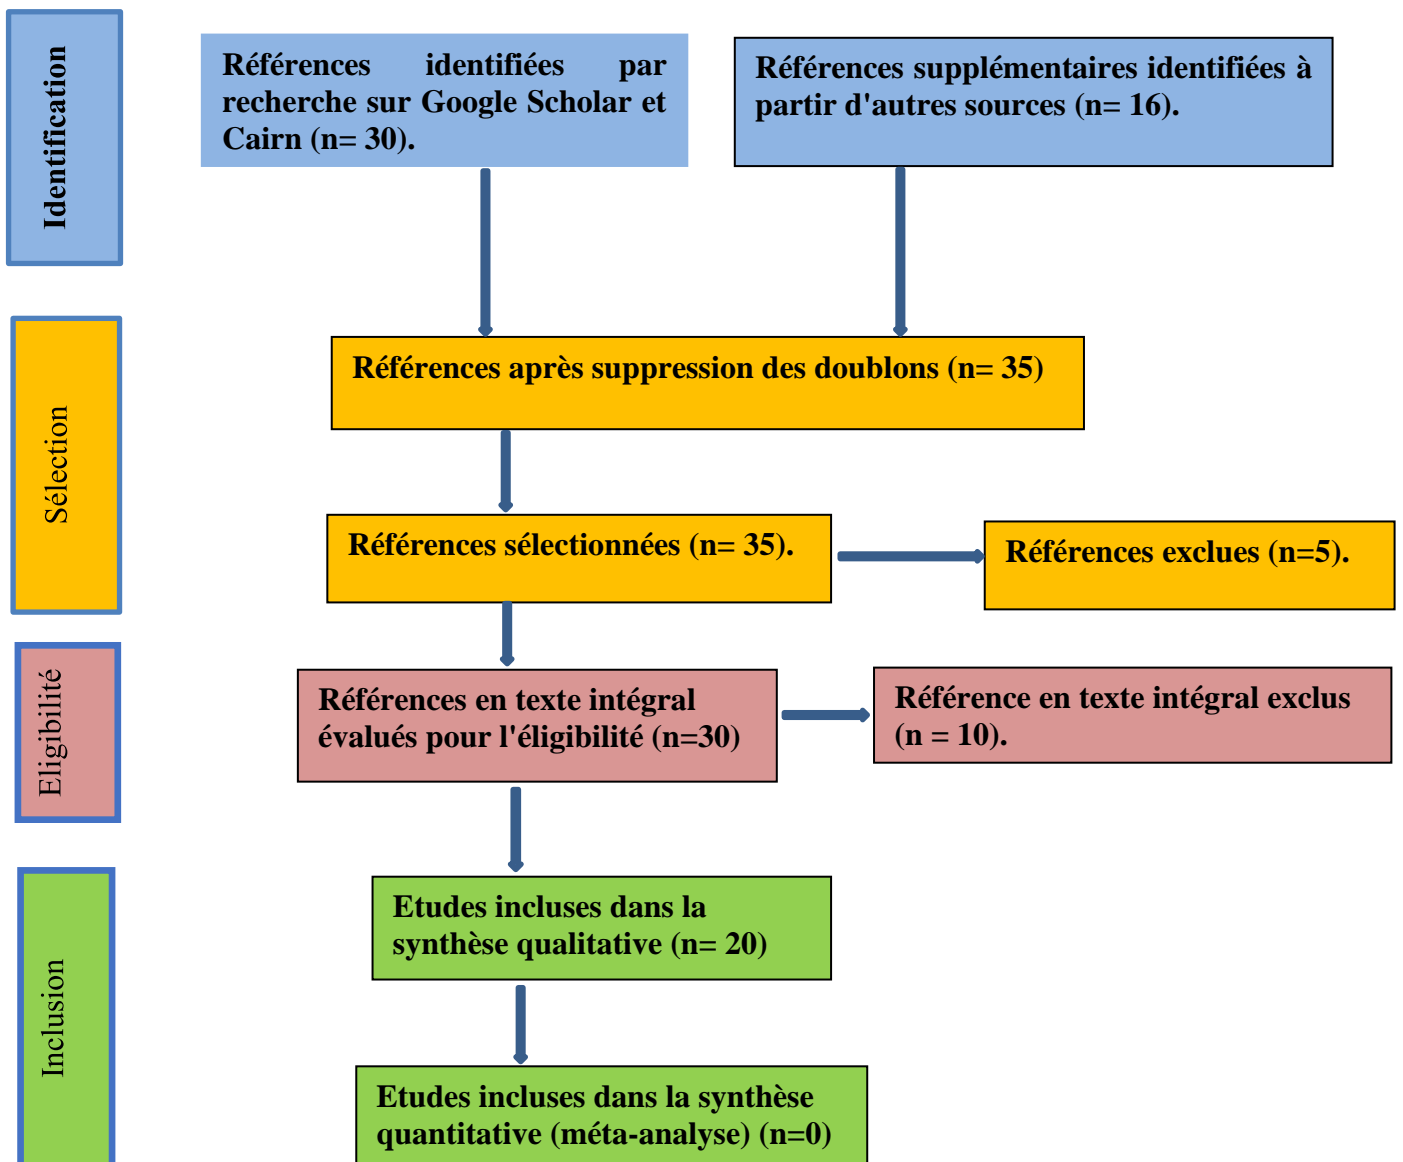 Identification
Références identifiées par
recherche sur Google Scholar et
Cairn (n= 30).
Références supplémentaires identifiées à
partir d'autres sources (n= 16).
Sélection
Références après suppression des doublons (n= 35)
Références sélectionnées (n= 35).
Références exclues (n=5).
Eligibilité
Références en texte intégral
évalués pour l'éligibilité (n=30)
Référence en texte intégral exclus
(n = 10).
Inclusion
Etudes incluses dans la
synthèse qualitative (n= 20)
Etudes incluses dans la synthèse
quantitative (méta-analyse) (n=0)